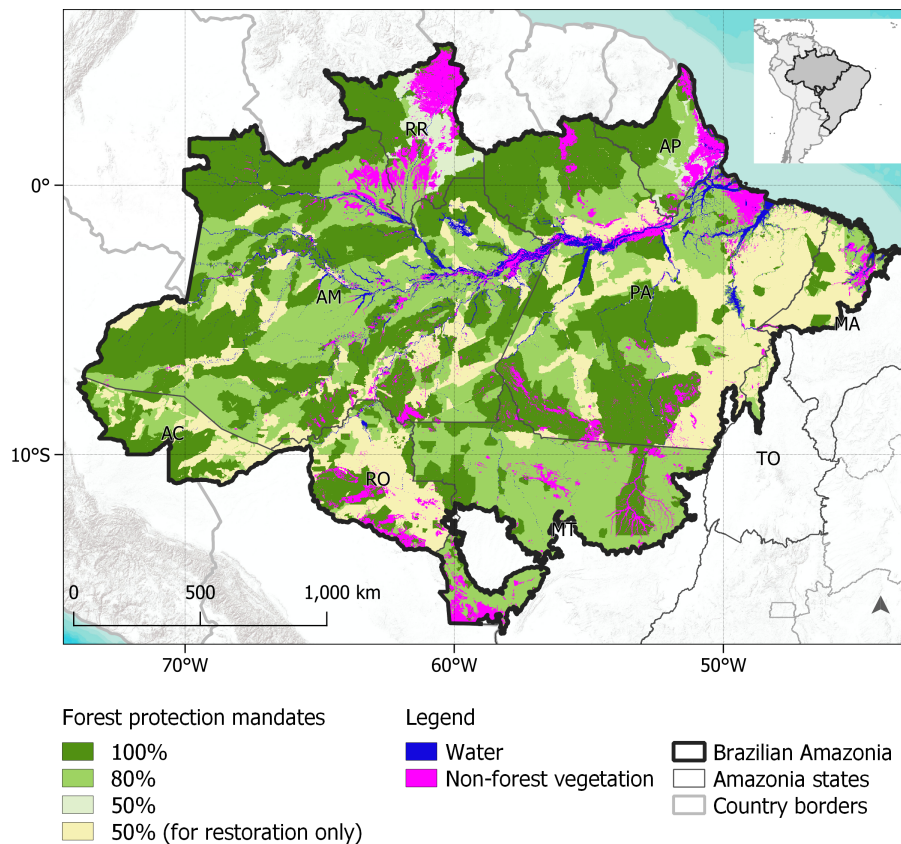 RR
AP
0°
AM
PA
MA
AC
10°S
TO
RO
MT
0 500 1,000 km
70°W 60°W 50°W
Forest protection mandates
100%
80%
50%
50% (for restoration only)
Legend
Water
Non-forest vegetation
Brazilian Amazonia
Amazonia states
Country borders